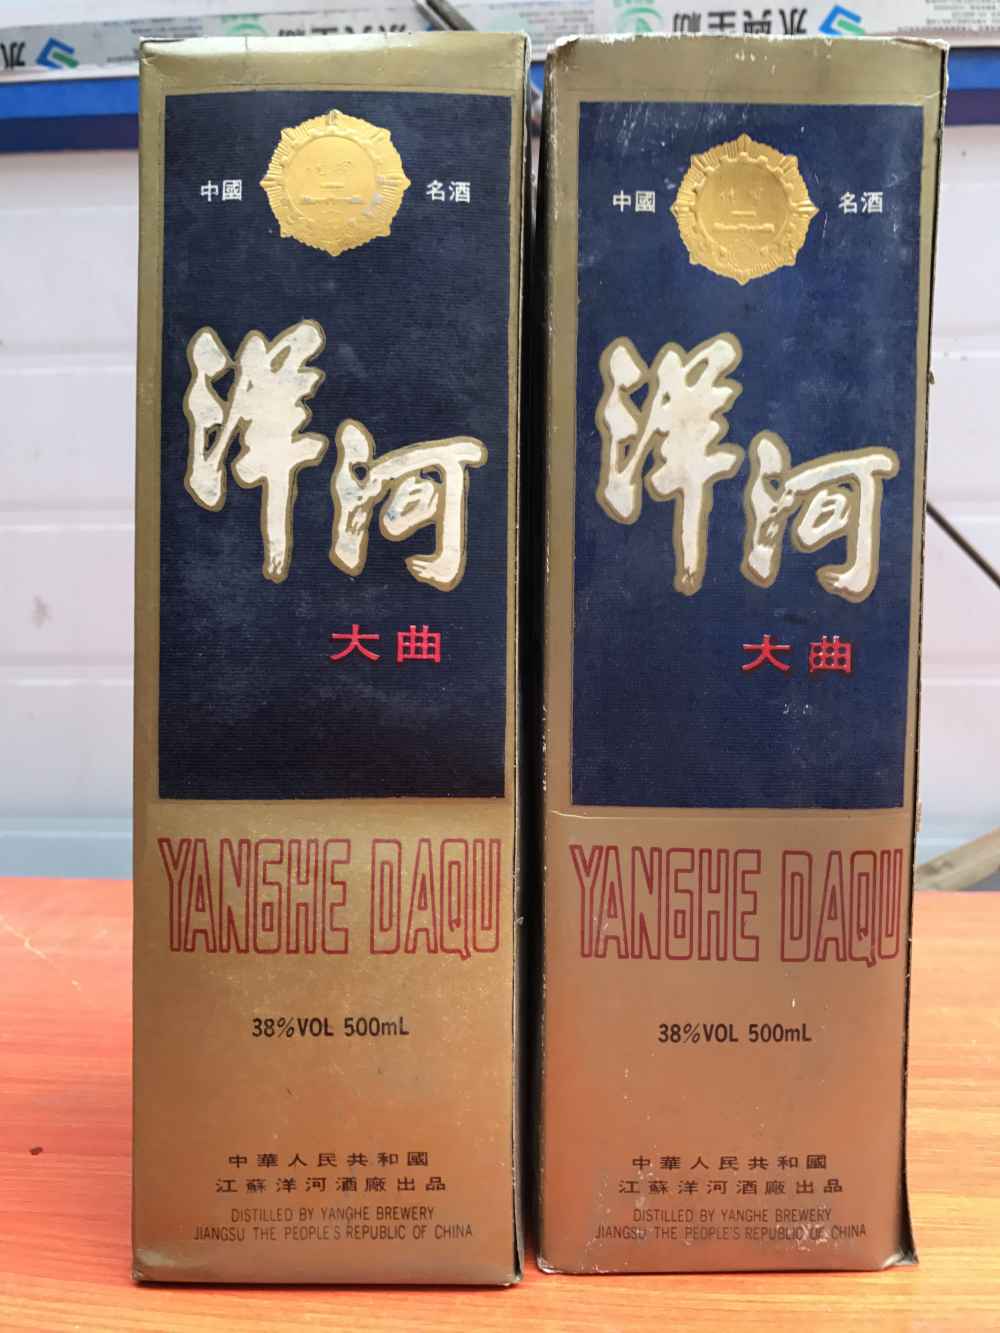 中國 名酒
洋河
大曲
YANGHE DAQU
38%VOL 500mL
中華人民共和國
江蘇洋河酒廠出品
DISTILLED BY YANGHE BREWERY
JIANGSU THE PEOPLE'S REPUBLIC OF CHINA
中國 名酒
洋河
大曲
YANGHE DAQU
38%VOL 500mL
中華人民共和國
江蘇洋河酒廠出品
DISTILLED BY YANGHE BREWERY
JIANGSU THE PEOPLE'S REPUBLIC OF CHINA